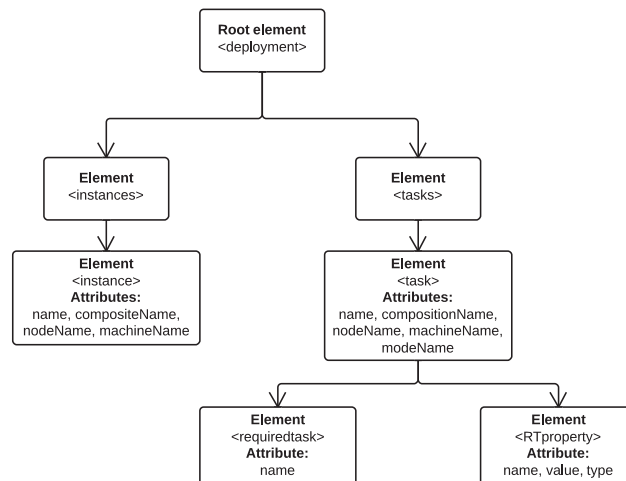 Root element
<deployment>
Element
<instances>
Element
<tasks>
Element
<instance>
Attributes:
name, compositeName,
nodeName, machineName
Element
<task>
Attributes:
name, compositionName,
nodeName, machineName,
modeName
Element
<requiredtask>
Attribute:
name
Element
<RTproperty>
Attribute:
name, value, type